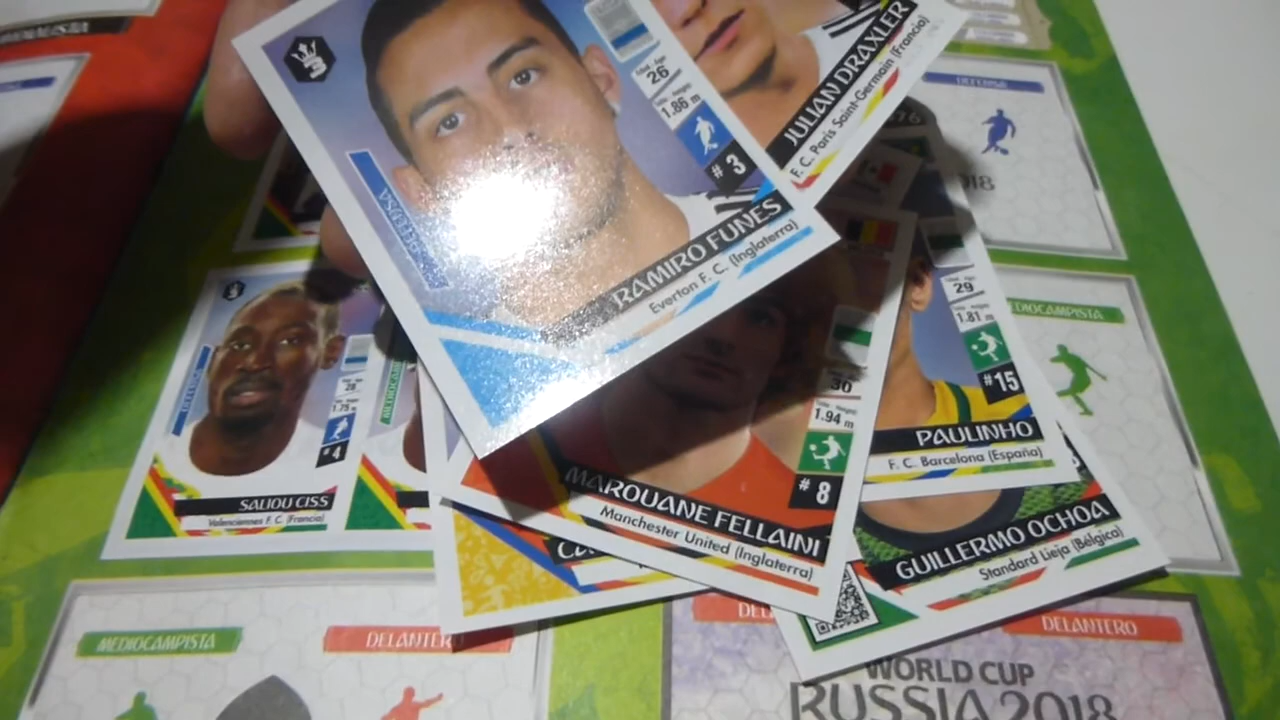 3
26
1.86 m
# 3
DEFENSA
RAMIRO FUNES
Everton F. C. (Inglaterra)
JULIAN DRAXLER
F. C. Paris Saint-Germain (Francia)
DEFENSA
29
1.81 m
#15
PAULINHO
F. C. Barcelona (España)
30
1.94 m
# 8
MAROUANE FELLAINI
Manchester United (Inglaterra)
GUILLERMO OCHOA
Standard Lieja (Bélgica)
28
1.75 m
# 4
SALIOU CISS
Valenciennes F. C. (Francia)
MEDIOCAMPISTA
DELANTERO
DELANTERO
WORLD CUP
RUSSIA 2018